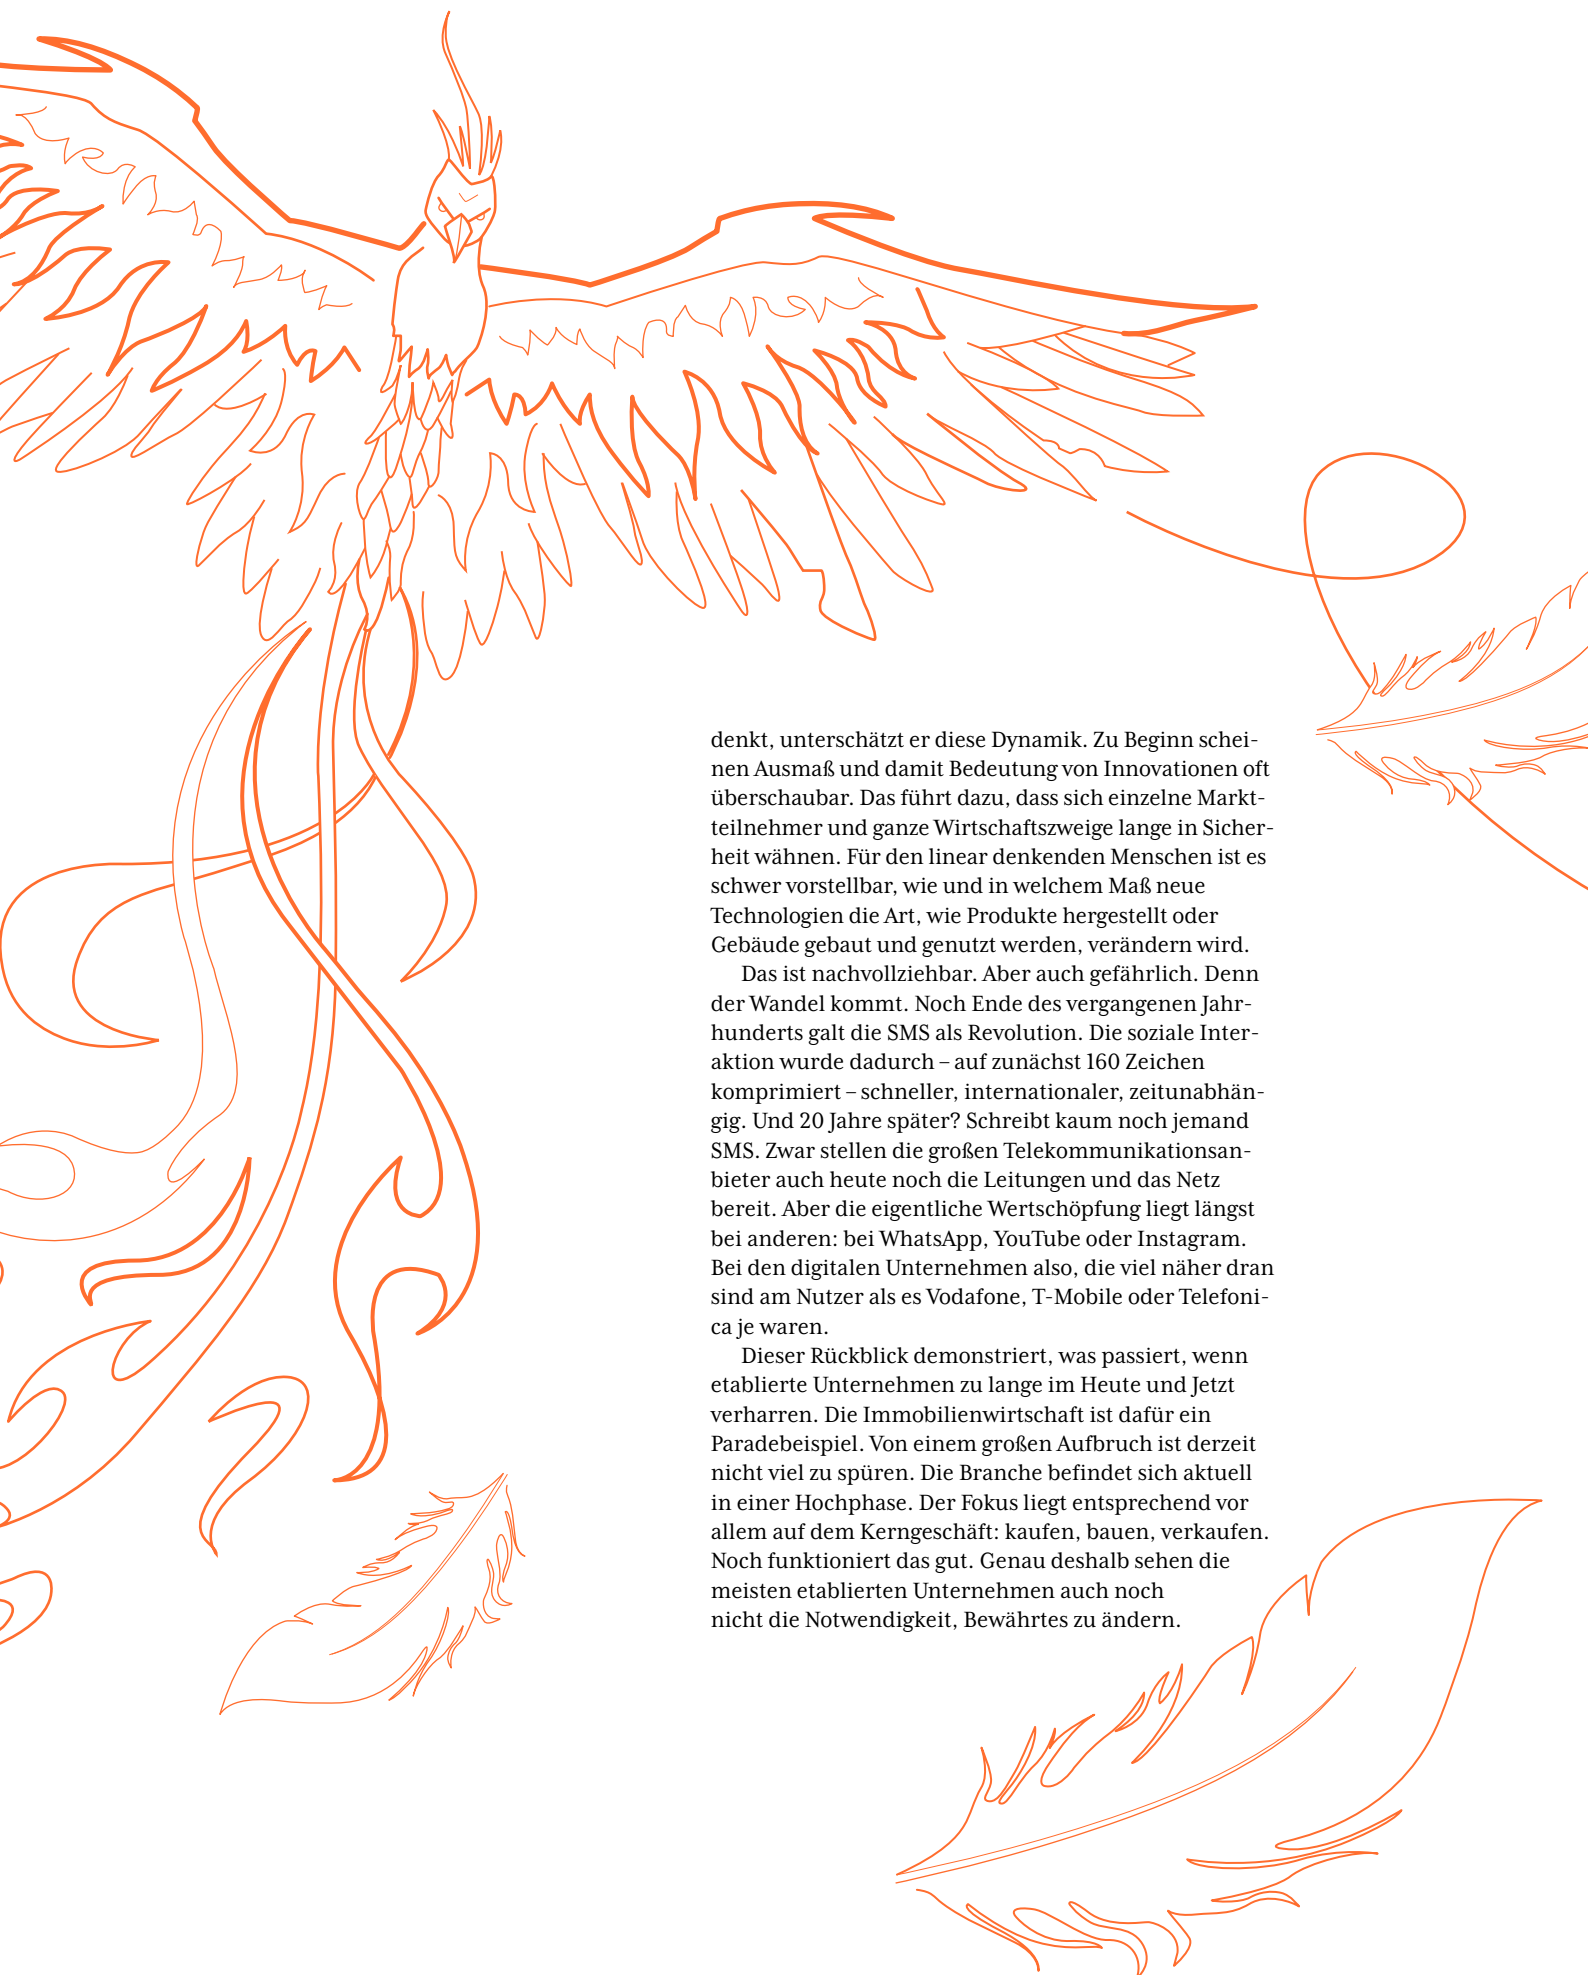 denkt, unterschätzt er diese Dynamik. Zu Beginn schei-
nen Ausmaß und damit Bedeutung von Innovationen oft
überschaubar. Das führt dazu, dass sich einzelne Markt-
teilnehmer und ganze Wirtschaftszweige lange in Sicher-
heit wähnen. Für den linear denkenden Menschen ist es
schwer vorstellbar, wie und in welchem Maß neue
Technologien die Art, wie Produkte hergestellt oder
Gebäude gebaut und genutzt werden, verändern wird.
Das ist nachvollziehbar. Aber auch gefährlich. Denn
der Wandel kommt. Noch Ende des vergangenen Jahr-
hunderts galt die SMS als Revolution. Die soziale Inter-
aktion wurde dadurch – auf zunächst 160 Zeichen
komprimiert – schneller, internationaler, zeitunabhän-
gig. Und 20 Jahre später? Schreibt kaum noch jemand
SMS. Zwar stellen die großen Telekommunikationsan-
bieter auch heute noch die Leitungen und das Netz
bereit. Aber die eigentliche Wertschöpfung liegt längst
bei anderen: bei WhatsApp, YouTube oder Instagram.
Bei den digitalen Unternehmen also, die viel näher dran
sind am Nutzer als es Vodafone, T-Mobile oder Telefoni-
ca je waren.
Dieser Rückblick demonstriert, was passiert, wenn
etablierte Unternehmen zu lange im Heute und Jetzt
verharren. Die Immobilienwirtschaft ist dafür ein
Paradebeispiel. Von einem großen Aufbruch ist derzeit
nicht viel zu spüren. Die Branche befindet sich aktuell
in einer Hochphase. Der Fokus liegt entsprechend vor
allem auf dem Kerngeschäft: kaufen, bauen, verkaufen.
Noch funktioniert das gut. Genau deshalb sehen die
meisten etablierten Unternehmen auch noch
nicht die Notwendigkeit, Bewährtes zu ändern.